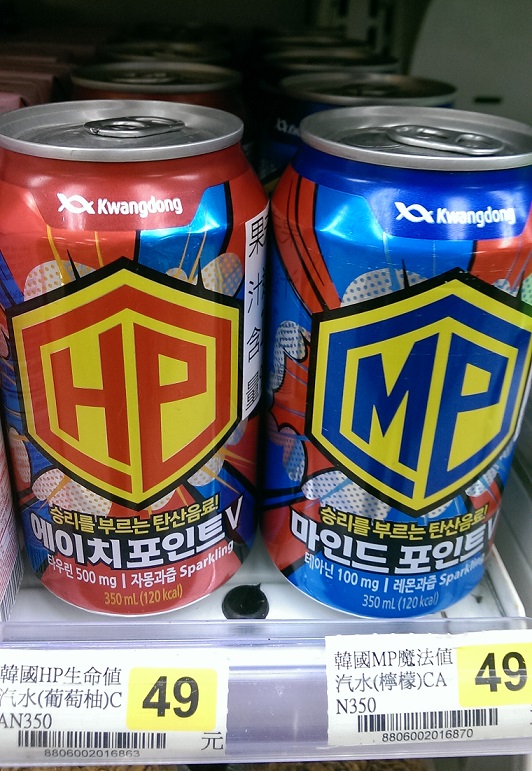 Kwangdong
HP
승리를 부르는 탄산음료!
에이치 포인트 V
타우린 500 mg | 자몽과즙 Sparkling
350 mL (120 kcal)
果汁含量
Kwangdong
MP
승리를 부르는 탄산음료!
마인드 포인트 V
테아닌 100 mg | 레몬과즙 Sparkling
350 mL (120 kcal)
韓國HP生命値
汽水(葡萄柚)C
AN350
49
元
8806002016863
韓國MP魔法値
汽水(檸檬)CA
N350
49
8806002016870